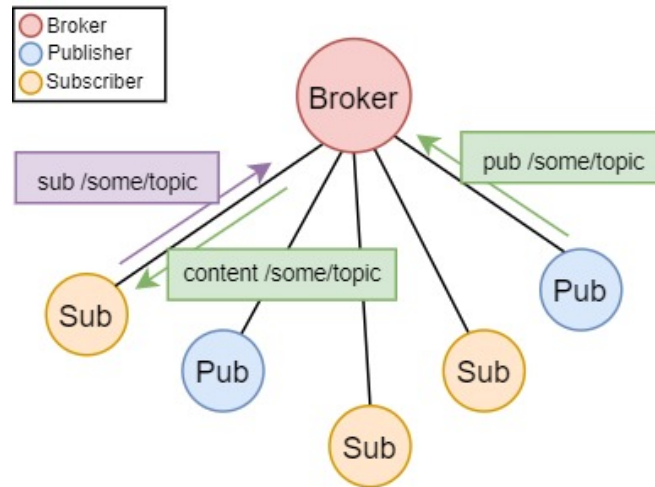 Broker
Publisher
Subscriber
Broker
sub /some/topic
pub /some/topic
content /some/topic
Sub
Pub
Pub
Sub
Sub